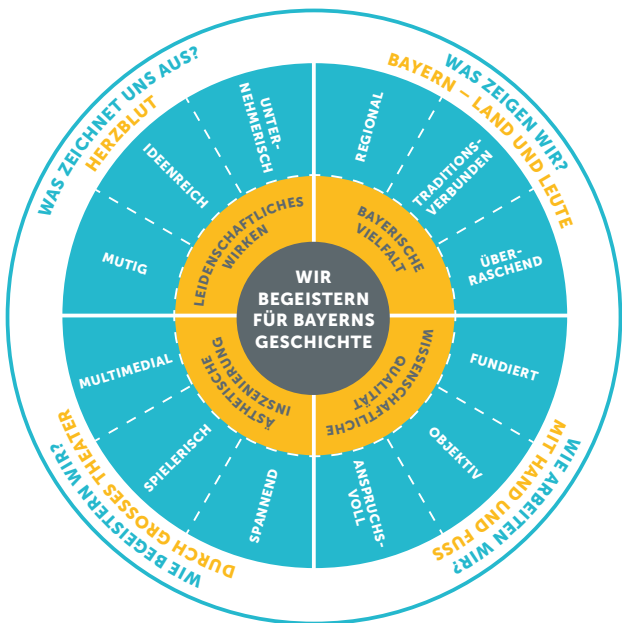 WAS ZEICHNET UNS AUS?
HERZBLUT
WAS ZEIGEN WIR?
BAYERN – LAND UND LEUTE
UNTER-
NEHMERISCH
IDEENREICH
MUTIG
REGIONAL
TRADITIONS-
VERBUNDEN
ÜBER-
RASCHEND
LEIDENSCHAFTLICHES
WIRKEN
BAYERISCHE
VIELFALT
WIR
BEGEISTERN
FÜR BAYERNS
GESCHICHTE
ÄSTHETISCHE
INSZENIERUNG
WISSENSCHAFTLICHE
QUALITÄT
MULTIMEDIAL
SPIELERISCH
SPANNEND
FUNDIERT
OBJEKTIV
ANSPRUCHS-
VOLL
WIE BEGEISTERN WIR?
DURCH GROSSES THEATER
WIE ARBEITEN WIR?
MIT HAND UND FUSS